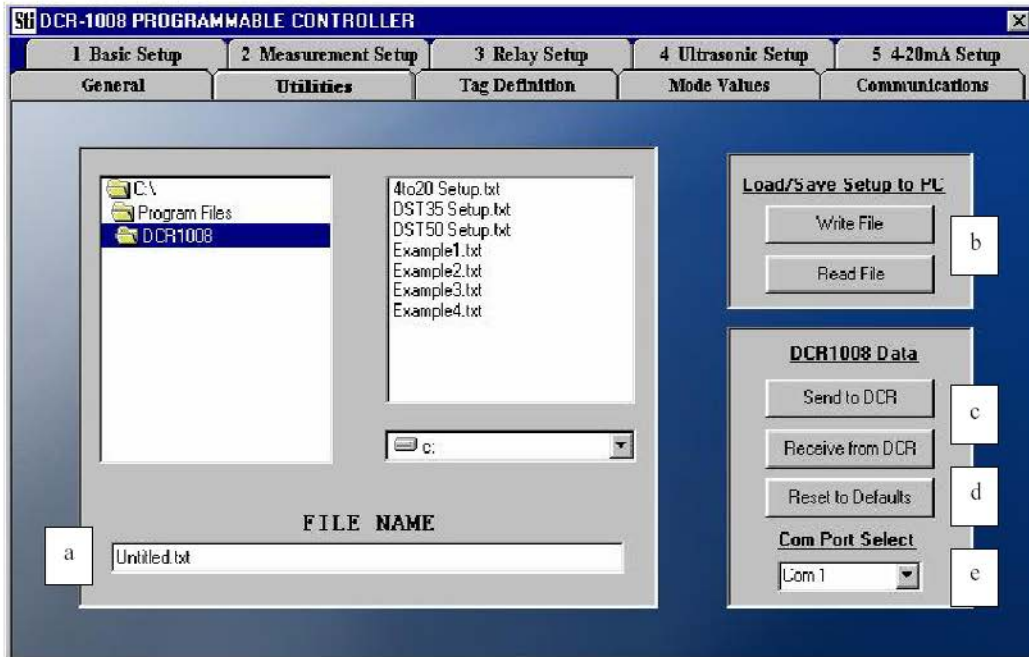 Sti DCR-1008 PROGRAMMABLE CONTROLLER
1 Basic Setup 2 Measurement Setup 3 Relay Setup 4 Ultrasonic Setup 5 4-20mA Setup
General Utilities Tag Definition Mode Values Communications
C:\
Program Files
DCR1008
4to20 Setup.txt
DST35 Setup.txt
DST50 Setup.txt
Example1.txt
Example2.txt
Example3.txt
Example4.txt
c:
FILE NAME
a
Untitled.txt
Load/Save Setup to PC
Write File
b
Read File
DCR1008 Data
Send to DCR
c
Receive from DCR
Reset to Defaults
d
Com Port Select
Com 1
e